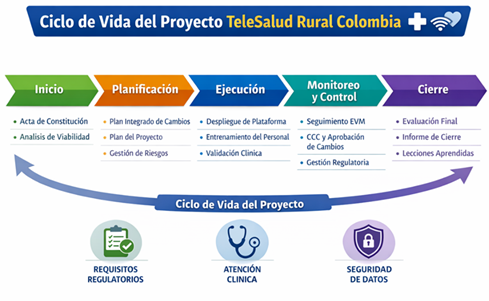 Ciclo de Vida del Proyecto TeleSalud Rural Colombia
Inicio
Acta de Constitución
Analisis de Viabilidad
Planificación
Plan Integrado de Cambios
Plan del Proyecto
Gestión de Riesgos
Ejecución
Despliegue de Plataforma
Entrenamiento del Personal
Validación Clinica
Monitoreo
y Control
Seguimiento EVM
CCC y Aprobación
de Cambios
Gestión Regulatoria
Cierre
Evaluación Final
Informe de Cierre
Lecciones Aprendidas
Ciclo de Vida del Proyecto
REQUISITOS
REGULATORIOS
ATENCIÓN
CLINICA
SEGURIDAD
DE DATOS